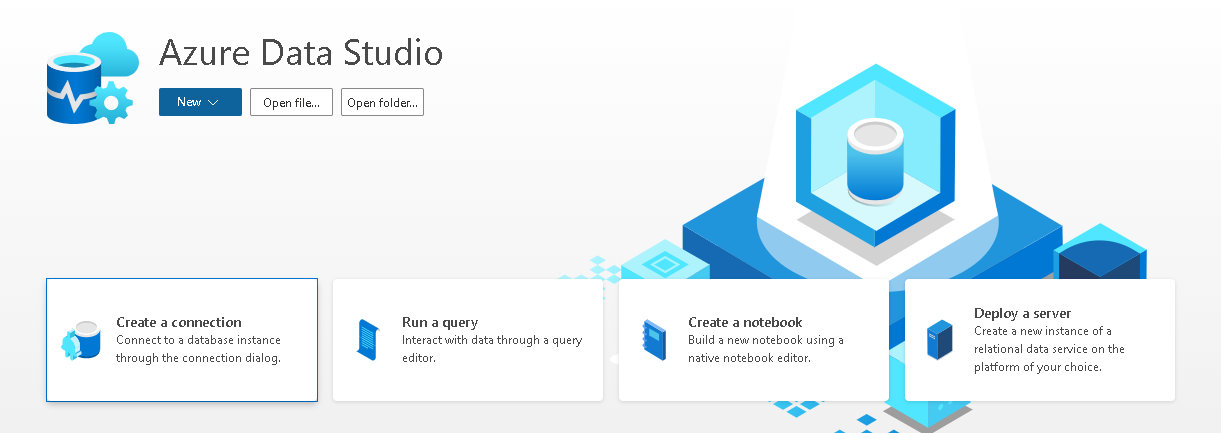 Azure Data Studio
New
Open file...
Open folder...
Create a connection
Connect to a database instance
through the connection dialog.
Run a query
Interact with data through a query
editor.
Create a notebook
Build a new notebook using a
native notebook editor.
Deploy a server
Create a new instance of a
relational data service on the
platform of your choice.